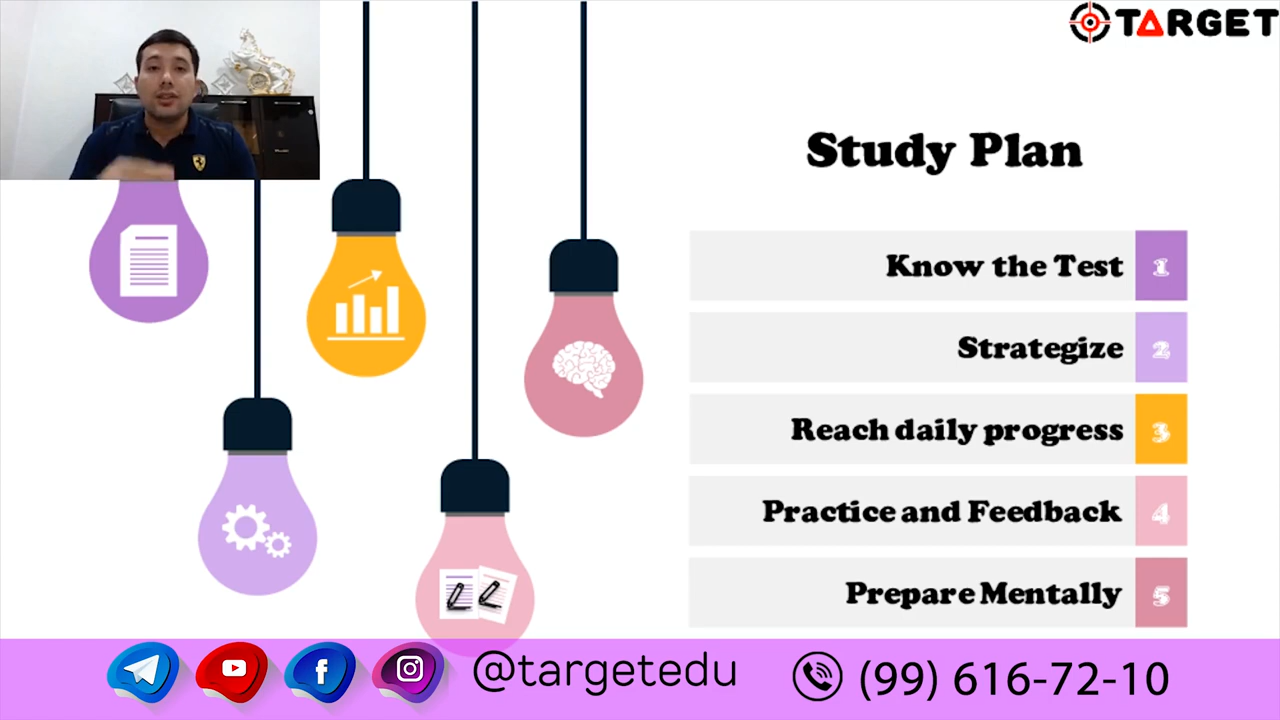 TARGET
Study Plan
Know the Test 1
Strategize 2
Reach daily progress 3
Practice and Feedback 4
Prepare Mentally 5
@targetedu (99) 616-72-10